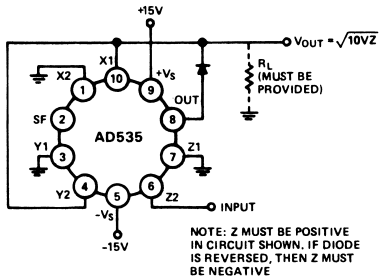 +15V
VOUT = √10VZ
X1
X2
+VS
RL
(MUST BE
PROVIDED)
1
10
9
OUT
SF
2
8
AD535
Y1
Z1
3
7
4
5
6
Y2
Z2
-VS
INPUT
-15V
NOTE: Z MUST BE POSITIVE
IN CIRCUIT SHOWN. IF DIODE
IS REVERSED, THEN Z MUST
BE NEGATIVE